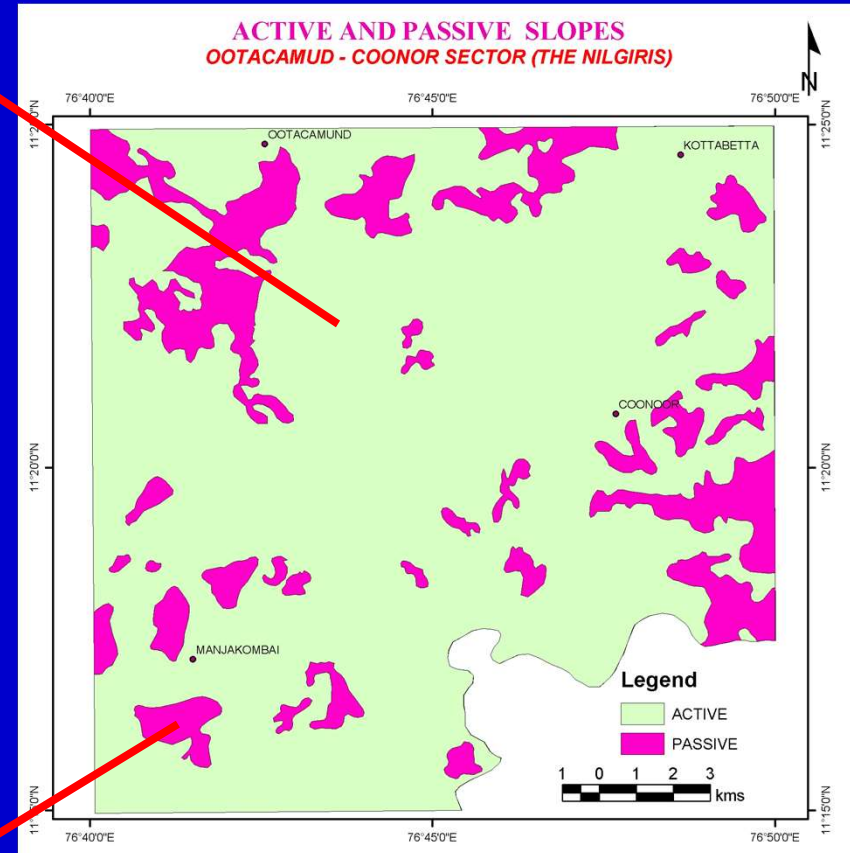 ACTIVE AND PASSIVE SLOPES
OOTACAMUD - COONOR SECTOR (THE NILGIRIS)
N
76°40'0"E 76°45'0"E 76°50'0"E
11°25'0"N
OOTACAMUND
KOTTABETTA
COONOOR
11°20'0"N 11°20'0"N
MANJAKOMBAI
Legend
ACTIVE
PASSIVE
1 0 1 2 3
kms
11°15'0"N
76°40'0"E 76°45'0"E 76°50'0"E